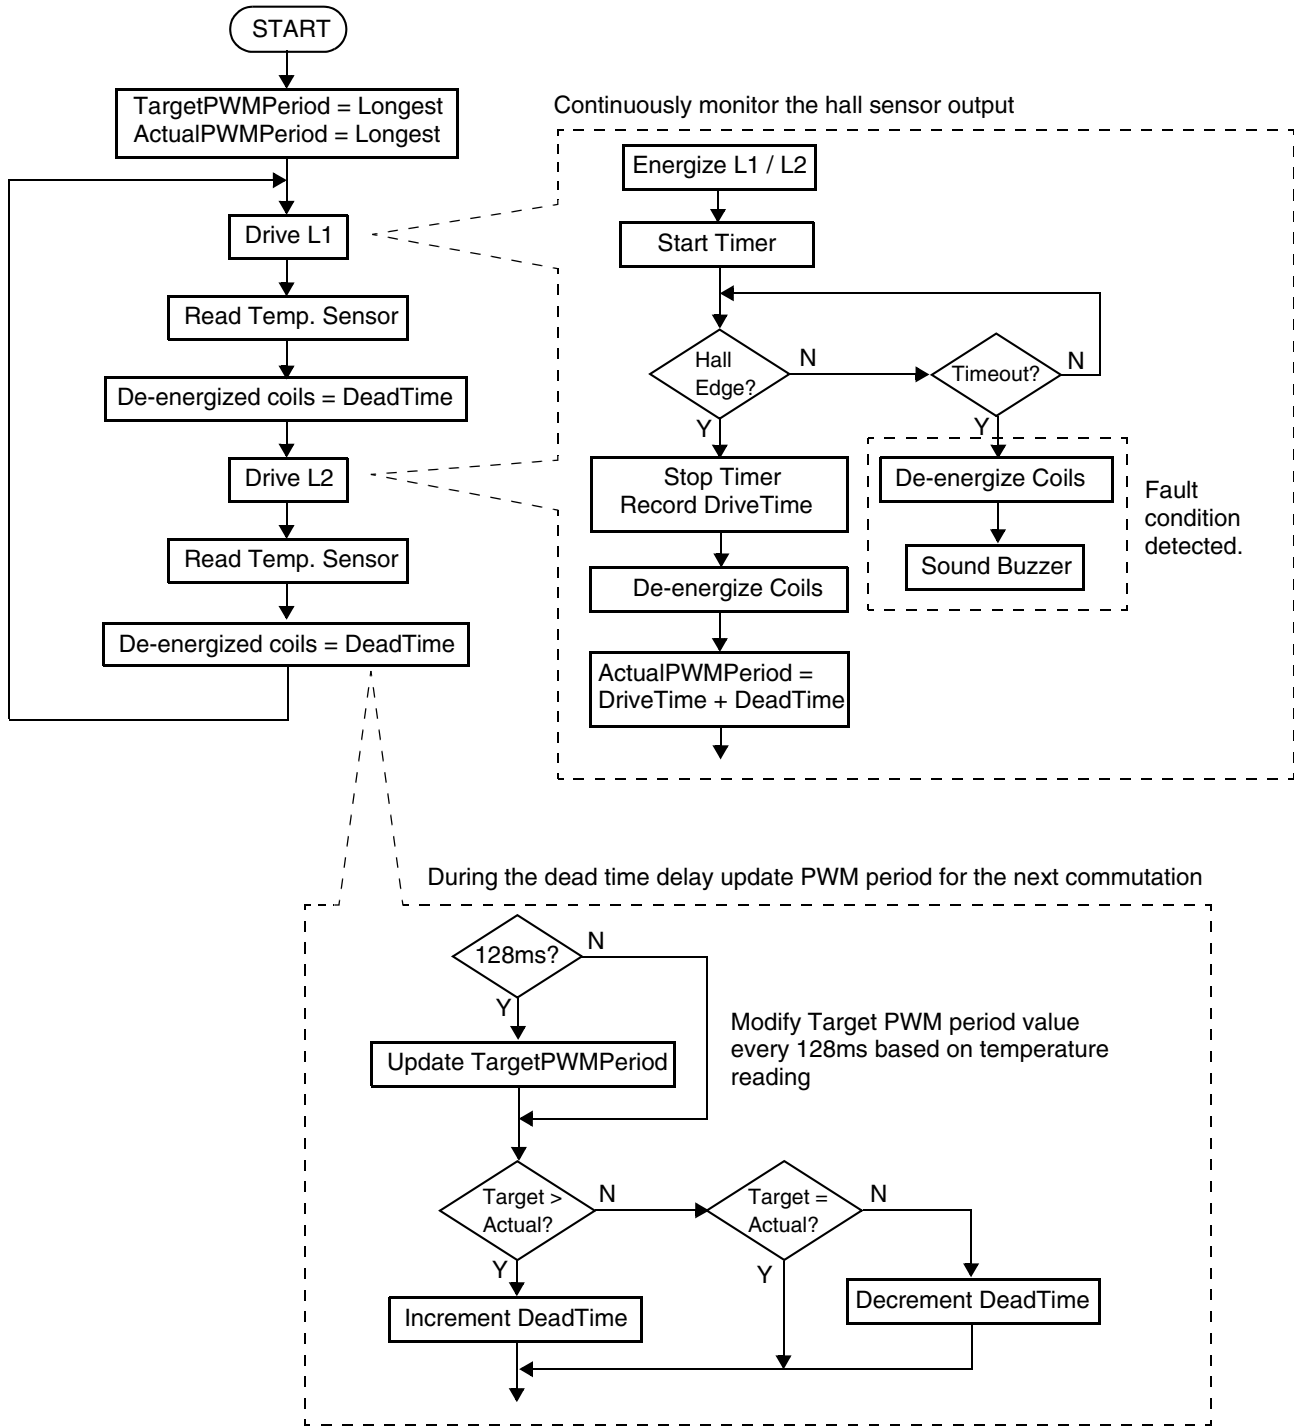 START
TargetPWMPeriod = Longest
ActualPWMPeriod = Longest
Drive L1
Read Temp. Sensor
De-energized coils = DeadTime
Drive L2
Read Temp. Sensor
De-energized coils = DeadTime
Continuously monitor the hall sensor output
Energize L1 / L2
Start Timer
Hall
Edge?
N
Timeout?
N
Y
Y
Stop Timer
Record DriveTime
De-energize Coils
ActualPWMPeriod =
DriveTime + DeadTime
De-energize Coils
Sound Buzzer
Fault
condition
detected.
During the dead time delay update PWM period for the next commutation
128ms?
N
Y
Update TargetPWMPeriod
Modify Target PWM period value
every 128ms based on temperature
reading
Target >
Actual?
N
Target =
Actual?
N
Y
Y
Increment DeadTime
Decrement DeadTime